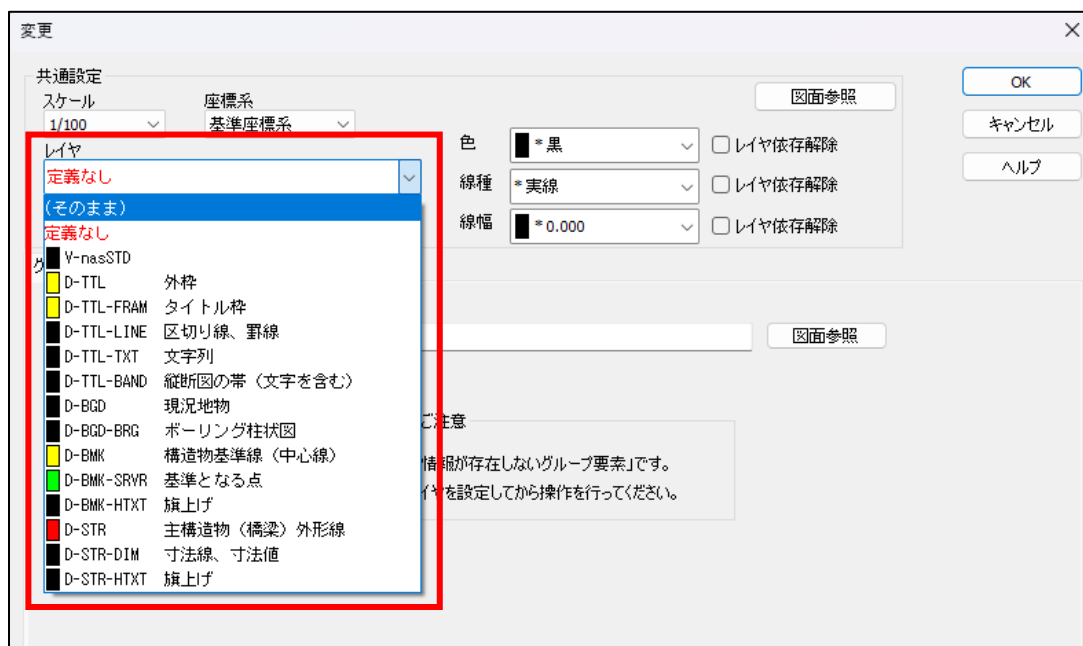 変更
共通設定
スケール 座標系
1/100 基準座標系
図面参照
OK
キャンセル
ヘルプ
レイヤ
定義なし
色 *黒 レイヤ依存解除
線種 *実線 レイヤ依存解除
線幅 *0.000 レイヤ依存解除
(そのまま)
定義なし
V-nasSTD
D-TTL 外枠
D-TTL-FRAM タイトル枠
D-TTL-LINE 区切り線、罫線
D-TTL-TXT 文字列
D-TTL-BAND 縦断図の帯（文字を含む）
D-BGD 現況地物
D-BGD-BRG ボーリング柱状図
D-BMK 構造物基準線（中心線）
D-BMK-SRVR 基準となる点
D-BMK-HTXT 旗上げ
D-STR 主構造物（橋梁）外形線
D-STR-DIM 寸法線、寸法値
D-STR-HTXT 旗上げ
図面参照
ご注意
情報が存在しないグループ要素」です。
イヤを設定してから操作を行ってください。